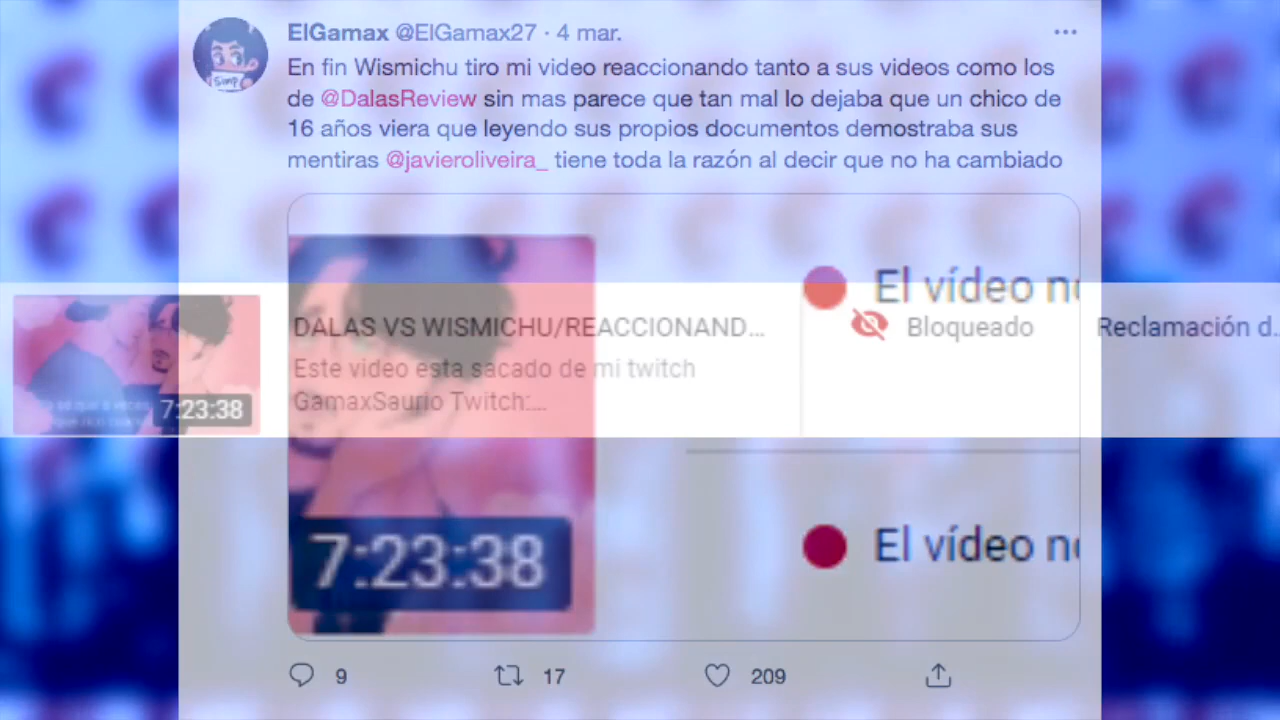 ElGamax @ElGamax27 · 4 mar.
En fin Wismichu tiro mi video reaccionando tanto a sus videos como los
de @DalasReview sin mas parece que tan mal lo dejaba que un chico de
16 años viera que leyendo sus propios documentos demostraba sus
mentiras @javieroliveira_ tiene toda la razón al decir que no ha cambiado
El vídeo n
DALAS VS WISMICHU/REACCIONAND...
Bloqueado
Reclamación d...
Este video esta sacado de mi twitch
GamaxSaurio Twitch:...
7:23:38
7:23:38
El vídeo n
9
17
209
simp